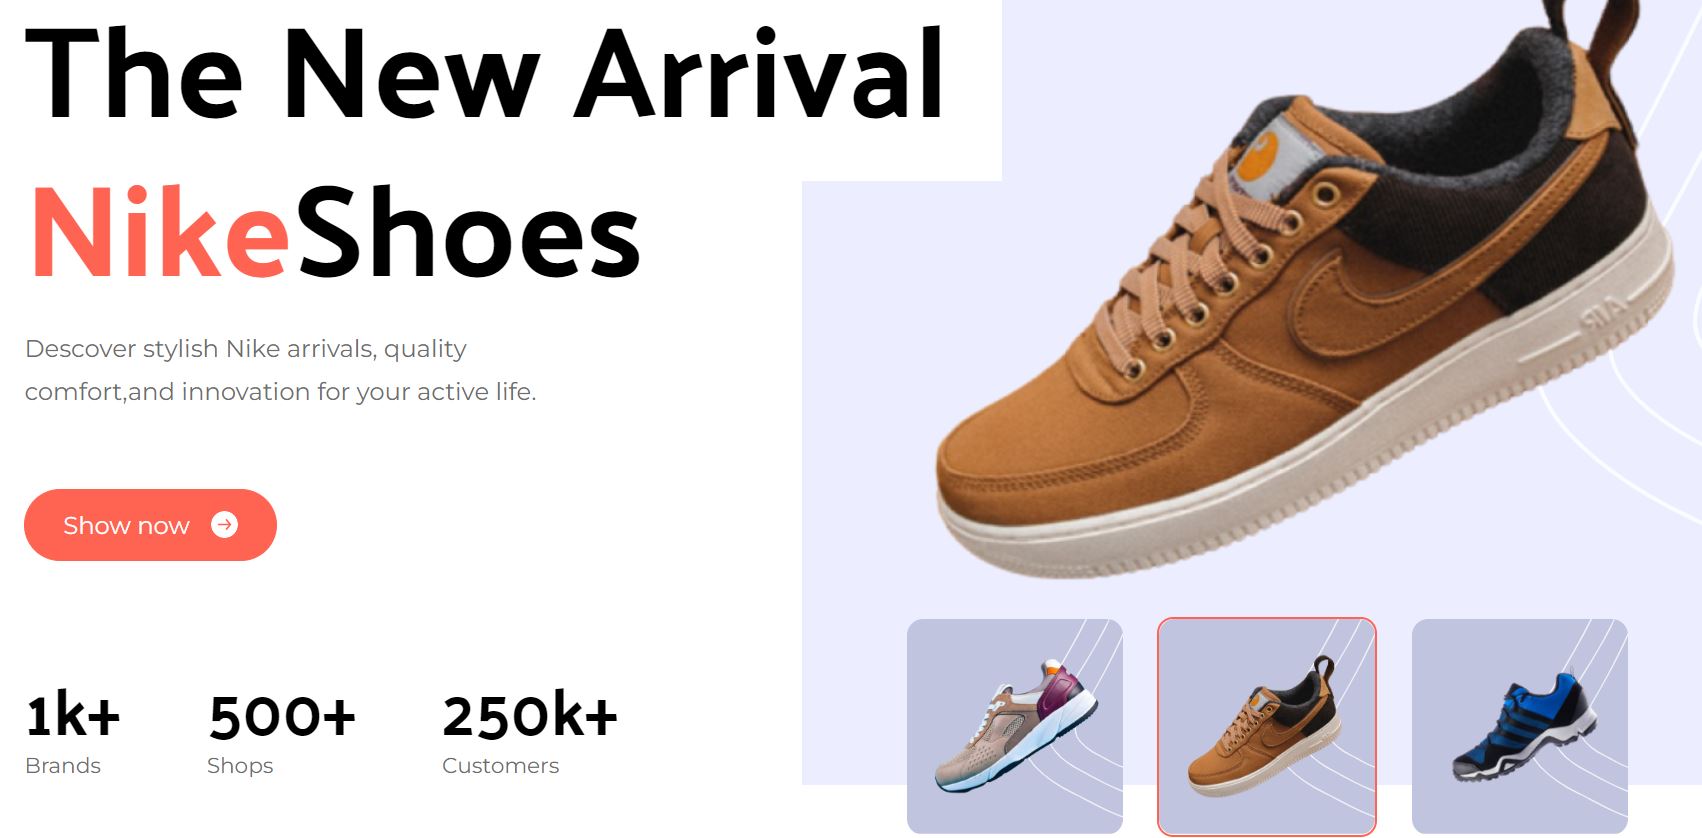 The New Arrival
NikeShoes
Descover stylish Nike arrivals, quality
comfort,and innovation for your active life.
Show now
1k+ 500+ 250k+
Brands Shops Customers
AIR